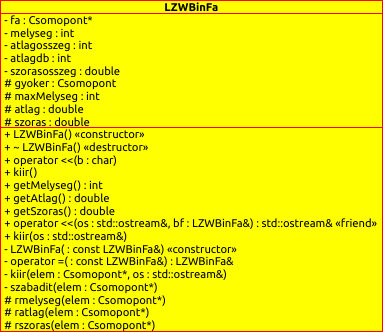 LZWBinFa
- fa : Csomopont*
- melyseg : int
- atlagosszeg : int
- atlagdb : int
- szorasosszeg : double
# gyoker : Csomopont
# maxMelyseg : int
# atlag : double
# szoras : double
+ LZWBinFa() «constructor»
+ ~ LZWBinFa() «destructor»
+ operator <<(b : char)
+ kiir()
+ getMelyseg() : int
+ getAtlag() : double
+ getSzoras() : double
+ operator <<(os : std::ostream&, bf : LZWBinFa&) : std::ostream& «friend»
+ kiir(os : std::ostream&)
- LZWBinFa( : const LZWBinFa&) «constructor»
- operator =( : const LZWBinFa&) : LZWBinFa&
- kiir(elem : Csomopont*, os : std::ostream&)
- szabadit(elem : Csomopont*)
# rmelyseg(elem : Csomopont*)
# ratlag(elem : Csomopont*)
# rszoras(elem : Csomopont*)